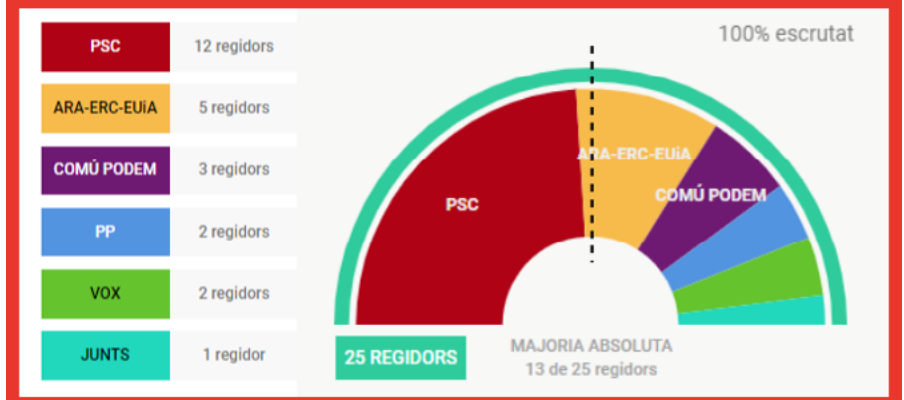 PSC 12 regidors
ARA-ERC-EUiA 5 regidors
COMÚ PODEM 3 regidors
PP 2 regidors
VOX 2 regidors
JUNTS 1 regidor
100% escrutat
ARA-ERC-EUiA
COMÚ PODEM
PSC
25 REGIDORS
MAJORIA ABSOLUTA
13 de 25 regidors